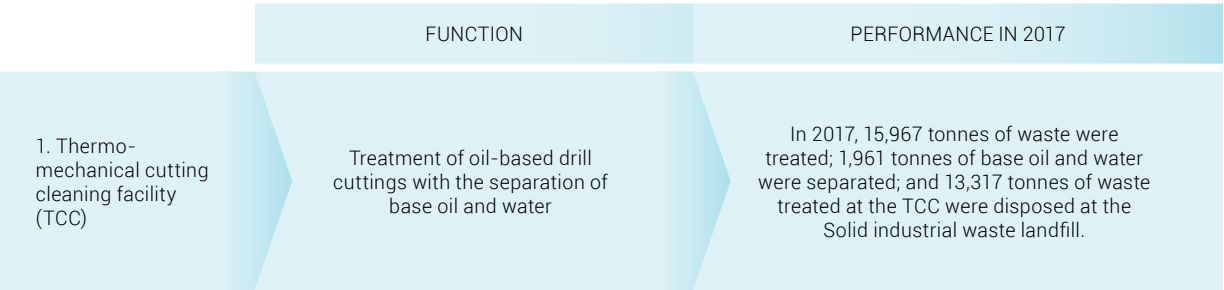 FUNCTION
PERFORMANCE IN 2017
1. Thermo-
mechanical cutting
cleaning facility
(TCC)
Treatment of oil-based drill
cuttings with the separation of
base oil and water
In 2017, 15,967 tonnes of waste were
treated; 1,961 tonnes of base oil and water
were separated; and 13,317 tonnes of waste
treated at the TCC were disposed at the
Solid industrial waste landfill.